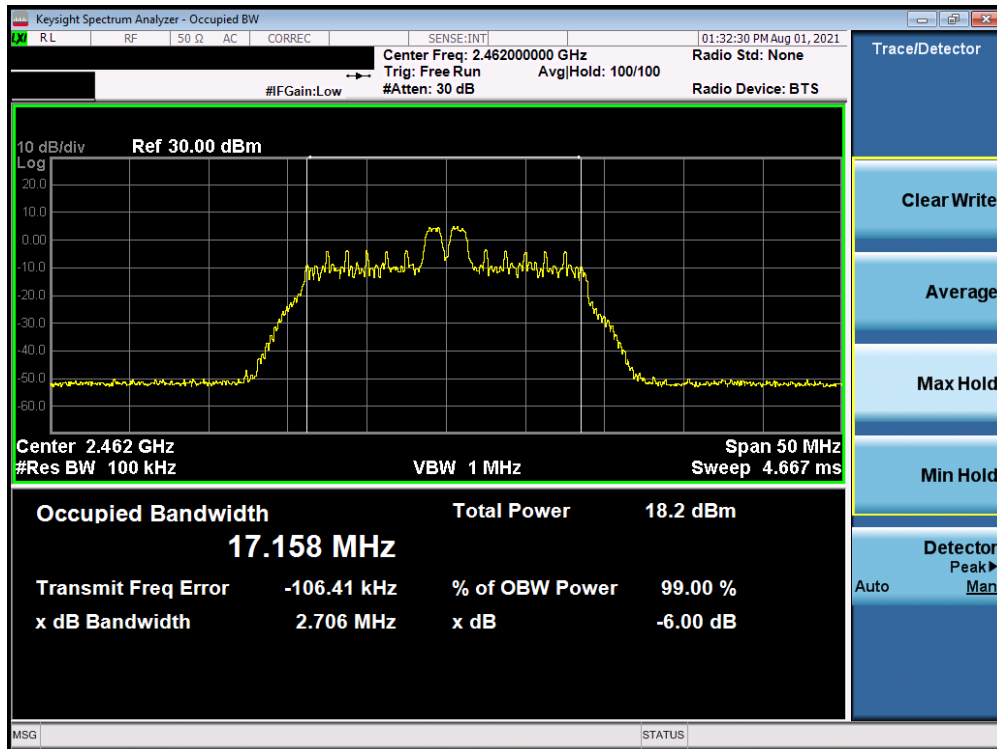 Keysight Spectrum Analyzer - Occupied BW
LXI RL RF 50 Ω AC CORREC SENSE:INT 01:32:30 PM Aug 01, 2021
Center Freq: 2.462000000 GHz Radio Std: None
Trig: Free Run Avg|Hold: 100/100
#IFGain:Low #Atten: 30 dB Radio Device: BTS
10 dB/div Ref 30.00 dBm
Log
20.0
10.0
0.00
-10.0
-20.0
-30.0
-40.0
-50.0
-60.0
Center 2.462 GHz Span 50 MHz
#Res BW 100 kHz VBW 1 MHz Sweep 4.667 ms
Occupied Bandwidth Total Power 18.2 dBm
17.158 MHz
Transmit Freq Error -106.41 kHz % of OBW Power 99.00 %
x dB Bandwidth 2.706 MHz x dB -6.00 dB
MSG STATUS
Trace/Detector
Clear Write
Average
Max Hold
Min Hold
Detector
Peak▶
Auto Man